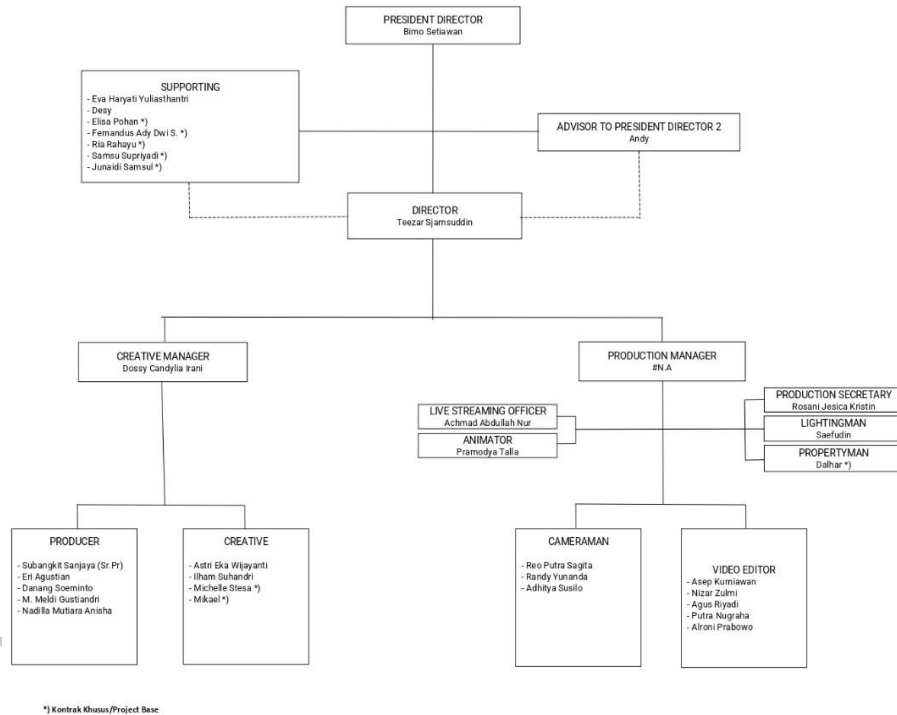 PRESIDENT DIRECTOR
Bimo Setiawan
SUPPORTING
- Eva Haryati Yuliasthantri
- Desy
- Elisa Pohan *)
- Fernandus Ady Dwi S. *)
- Ria Rahayu *)
- Samsu Supriyadi *)
- Junaidi Samsul *)
ADVISOR TO PRESIDENT DIRECTOR 2
Andy
DIRECTOR
Teezar Sjamsuddin
CREATIVE MANAGER
Dossy Candylia Irani
PRODUCTION MANAGER
#N.A
LIVE STREAMING OFFICER
Achmad Abdullah Nur
ANIMATOR
Pramodya Talla
PRODUCTION SECRETARY
Rosani Jesica Kristin
LIGHTINGMAN
Saefudin
PROPERTYMAN
Dalhar *)
PRODUCER
- Subangkit Sanjaya (Sr.Pr)
- Eri Agustian
- Danang Soeminto
- M. Meldi Gustiandri
- Nadilla Mutiara Anisha
CREATIVE
- Astri Eka Wijayanti
- Ilham Suhandri
- Michelle Stesa *)
- Mikael *)
CAMERAMAN
- Reo Putra Sagita
- Randy Yunanda
- Adhitya Susilo
VIDEO EDITOR
- Asep Kurniawan
- Nizar Zulmi
- Agus Riyadi
- Putra Nugraha
- Alroni Prabowo
*) Kontrak Khusus/Project Base